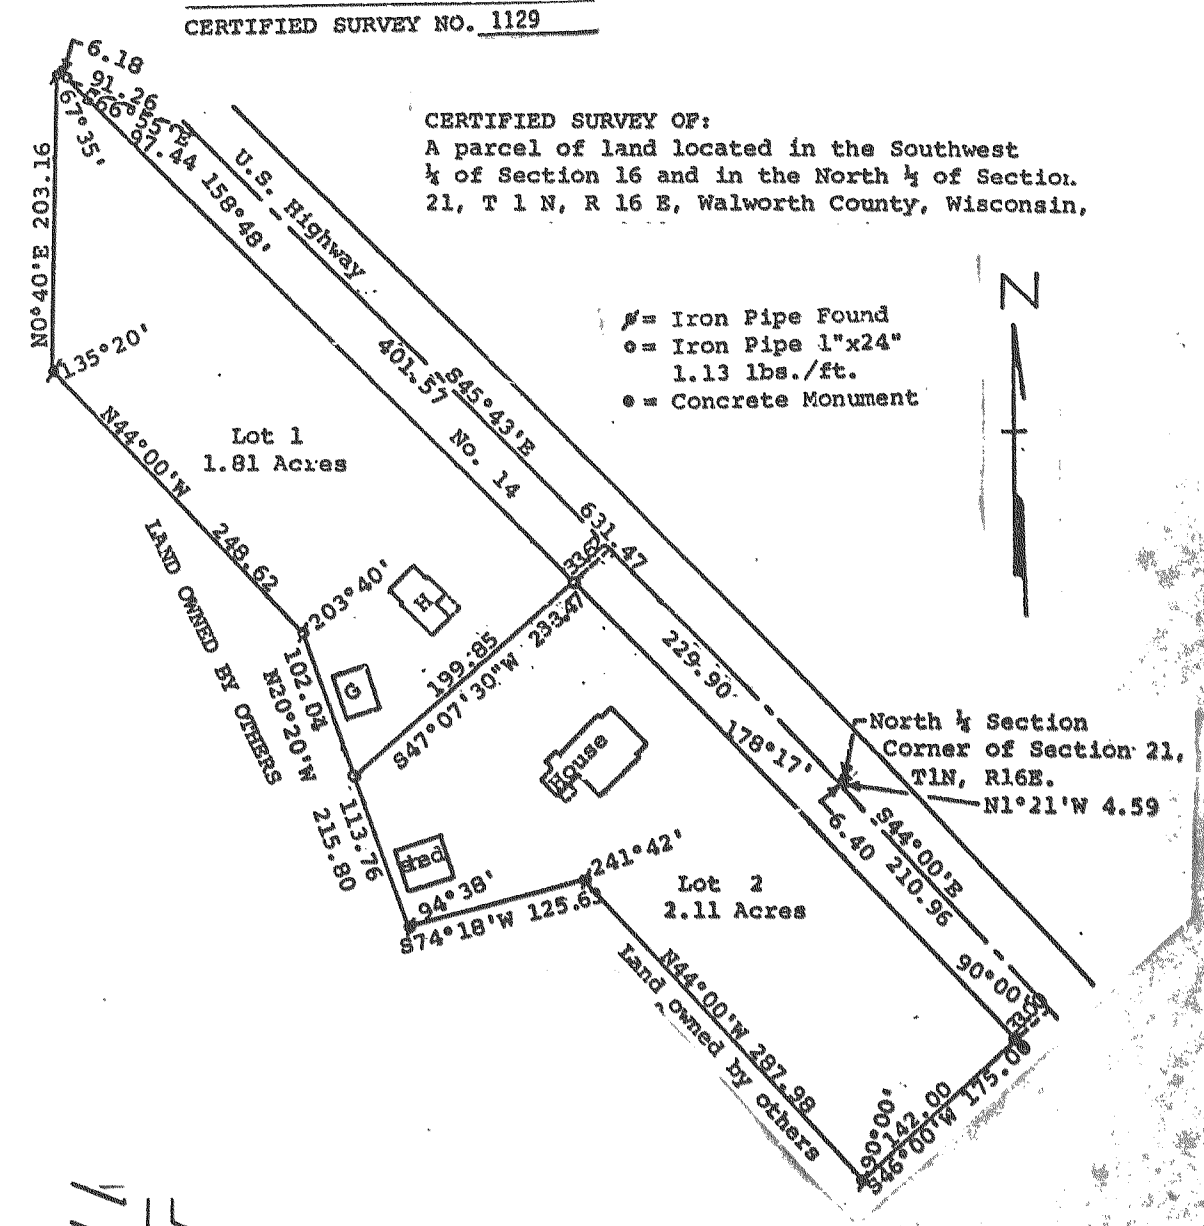 CERTIFIED SURVEY NO. 1129
6.18
91.26
S66°55'E
97.44
67°35'
158°48'
U.S. Highway
CERTIFIED SURVEY OF:
A parcel of land located in the Southwest
¼ of Section 16 and in the North ½ of Section
21, T 1 N, R 16 E, Walworth County, Wisconsin,
N0°40'E 203.16
= Iron Pipe Found
o= Iron Pipe 1"x24"
1.13 lbs./ft.
● = Concrete Monument
N
135°20'
401.57
S45°43'E
No. 14
631.47
N44°00'W
248.62
Lot 1
1.81 Acres
LAND OWNED BY OTHERS
203°40'
H
G
102.04
N20°20'W
215.80
113.76
199.85
S47°07'30"W 233.47
229.90
178°17'
House
shed
94°38'
S74°18'W 125.65
241°42'
Lot 2
2.11 Acres
North ¼ Section
Corner of Section 21,
T1N, R16E.
N1°21'W 4.59
6.40
S44°00'E
210.96
90°00'
33.00
N44°00'W 287.98
Land owned by others
90°00'
142.00
S46°00'W 175.00